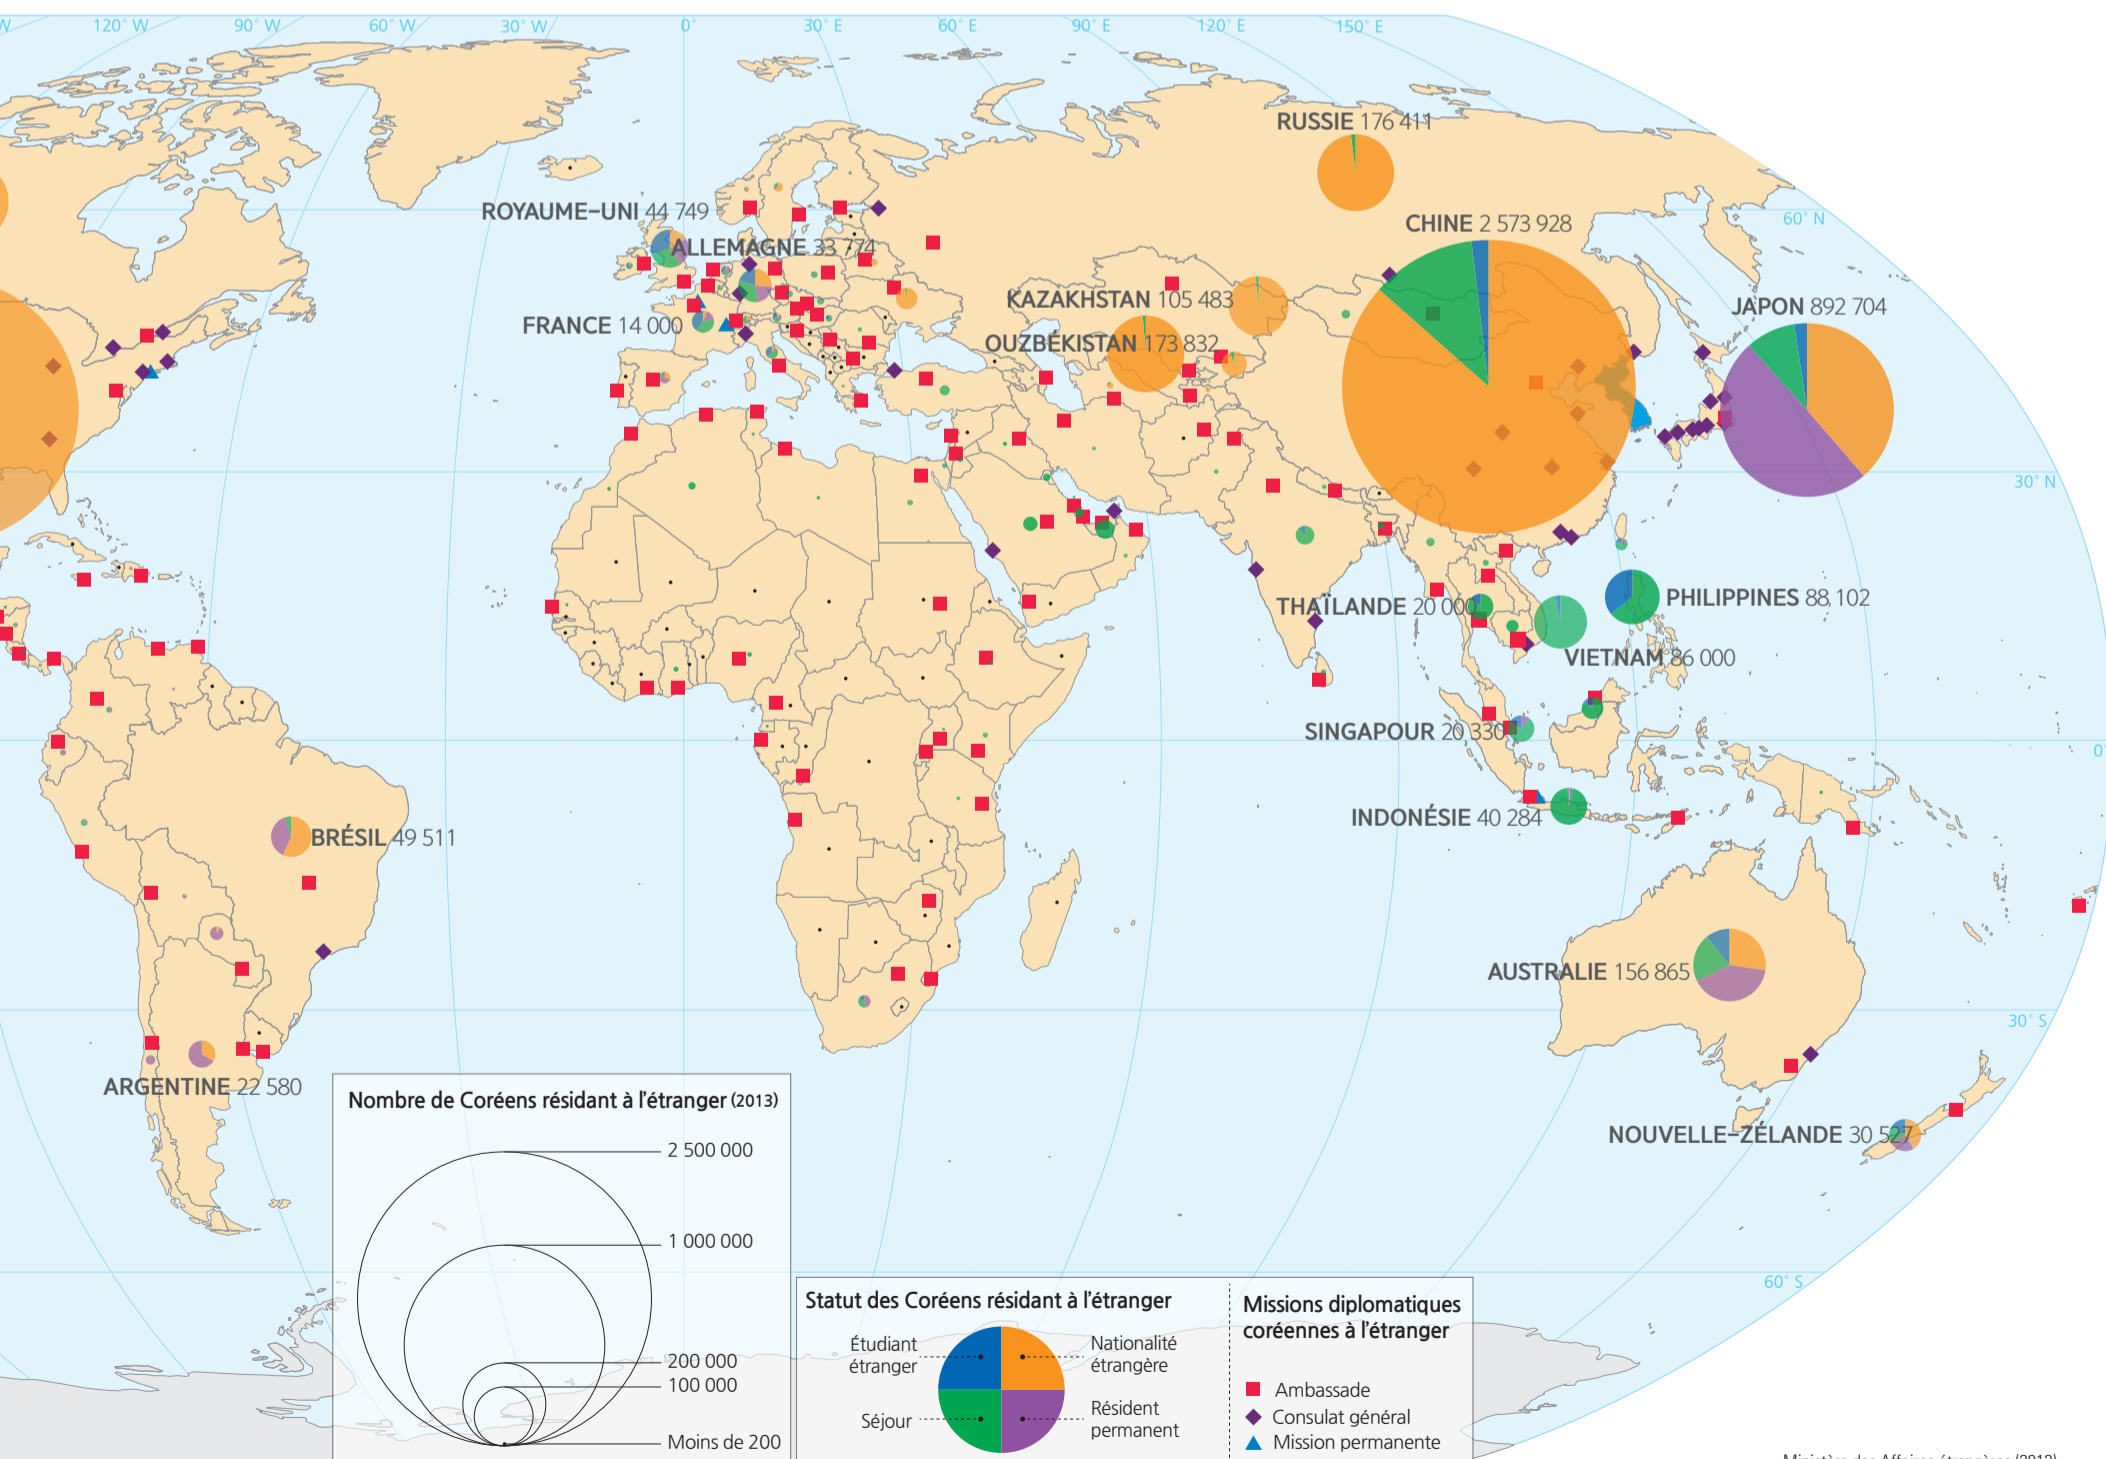 W
120° W
90° W
60° W
30° W
0°
30° E
60° E
90° E
120° E
150° E
RUSSIE 176 411
60° N
ROYAUME-UNI 44 749
CHINE 2 573 928
ALLEMAGNE 33 774
KAZAKHSTAN 105 483
JAPON 892 704
FRANCE 14 000
OUZBÉKISTAN 173 832
30° N
THAÏLANDE 20 000
PHILIPPINES 88 102
VIETNAM 86 000
SINGAPOUR 20 330
0
INDONÉSIE 40 284
BRÉSIL 49 511
AUSTRALIE 156 865
30° S
ARGENTINE 22 580
NOUVELLE-ZÉLANDE 30 527
60° S
Nombre de Coréens résidant à l'étranger (2013)
2 500 000
1 000 000
200 000
100 000
Moins de 200
Statut des Coréens résidant à l'étranger
Étudiant
étranger
Nationalité
étrangère
Séjour
Résident
permanent
Missions diplomatiques
coréennes à l'étranger
Ambassade
Consulat général
Mission permanente
Ministère des Affaires étrangères (2013)